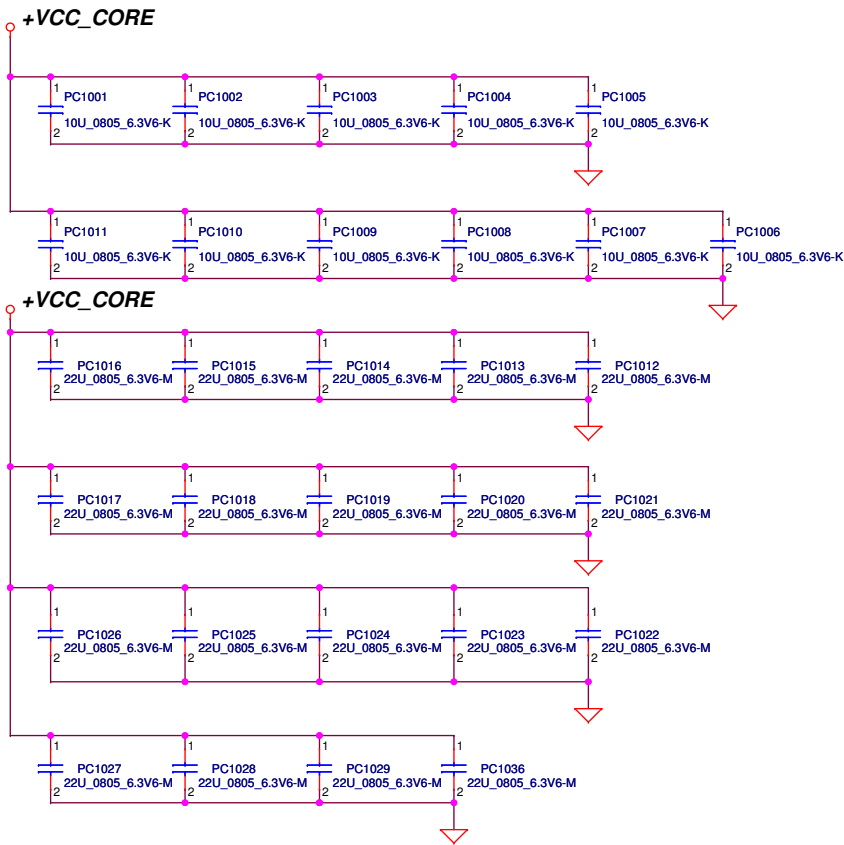 +VCC_CORE
1 1 1 1 1
PC1001 PC1002 PC1003 PC1004 PC1005
10U_0805_6.3V6-K 10U_0805_6.3V6-K 10U_0805_6.3V6-K 10U_0805_6.3V6-K 10U_0805_6.3V6-K
2 2 2 2 2
1 1 1 1 1 1
PC1011 PC1010 PC1009 PC1008 PC1007 PC1006
10U_0805_6.3V6-K 10U_0805_6.3V6-K 10U_0805_6.3V6-K 10U_0805_6.3V6-K 10U_0805_6.3V6-K 10U_0805_6.3V6-K
2 2 2 2 2 2
+VCC_CORE
1 1 1 1 1
PC1016 PC1015 PC1014 PC1013 PC1012
22U_0805_6.3V6-M 22U_0805_6.3V6-M 22U_0805_6.3V6-M 22U_0805_6.3V6-M 22U_0805_6.3V6-M
2 2 2 2 2
1 1 1 1 1
PC1017 PC1018 PC1019 PC1020 PC1021
22U_0805_6.3V6-M 22U_0805_6.3V6-M 22U_0805_6.3V6-M 22U_0805_6.3V6-M 22U_0805_6.3V6-M
2 2 2 2 2
1 1 1 1 1
PC1026 PC1025 PC1024 PC1023 PC1022
22U_0805_6.3V6-M 22U_0805_6.3V6-M 22U_0805_6.3V6-M 22U_0805_6.3V6-M 22U_0805_6.3V6-M
2 2 2 2 2
1 1 1 1
PC1027 PC1028 PC1029 PC1036
22U_0805_6.3V6-M 22U_0805_6.3V6-M 22U_0805_6.3V6-M 22U_0805_6.3V6-M
2 2 2 2